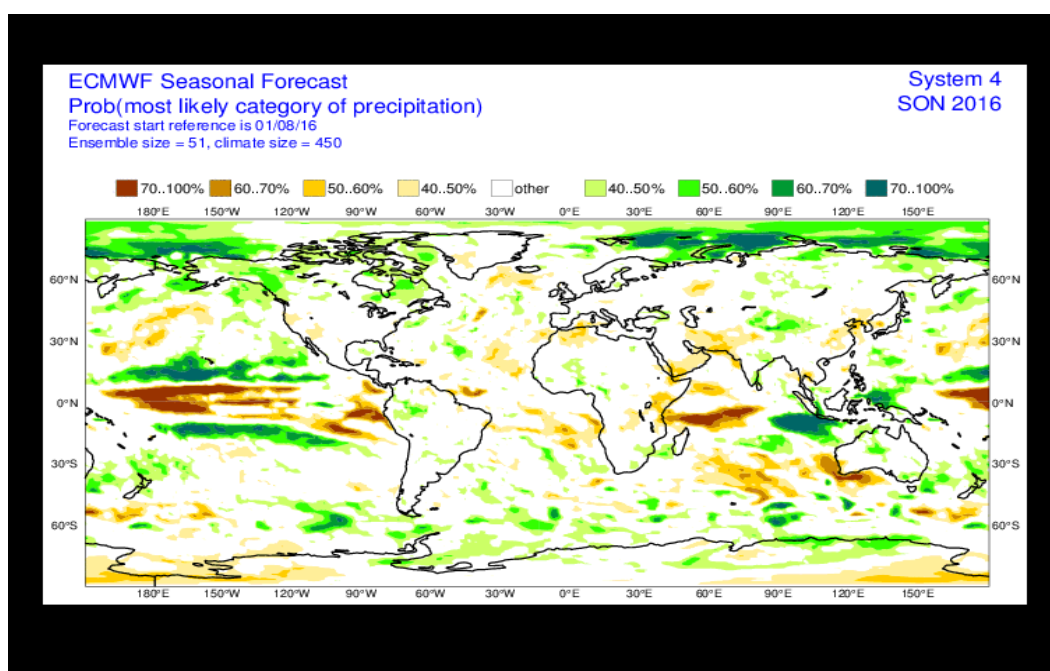 ECMWF Seasonal Forecast
System 4
Prob(most likely category of precipitation)
SON 2016
Forecast start reference is 01/08/16
Ensemble size = 51, climate size = 450
70..100% 60..70% 50..60% 40..50% other 40..50% 50..60% 60..70% 70..100%
180°E 150°W 120°W 90°W 60°W 30°W 0°E 30°E 60°E 90°E 120°E 150°E
60°N 60°N
30°N 30°N
0°N 0°N
30°S 30°S
60°S 60°S
180°E 150°W 120°W 90°W 60°W 30°W 0°E 30°E 60°E 90°E 120°E 150°E